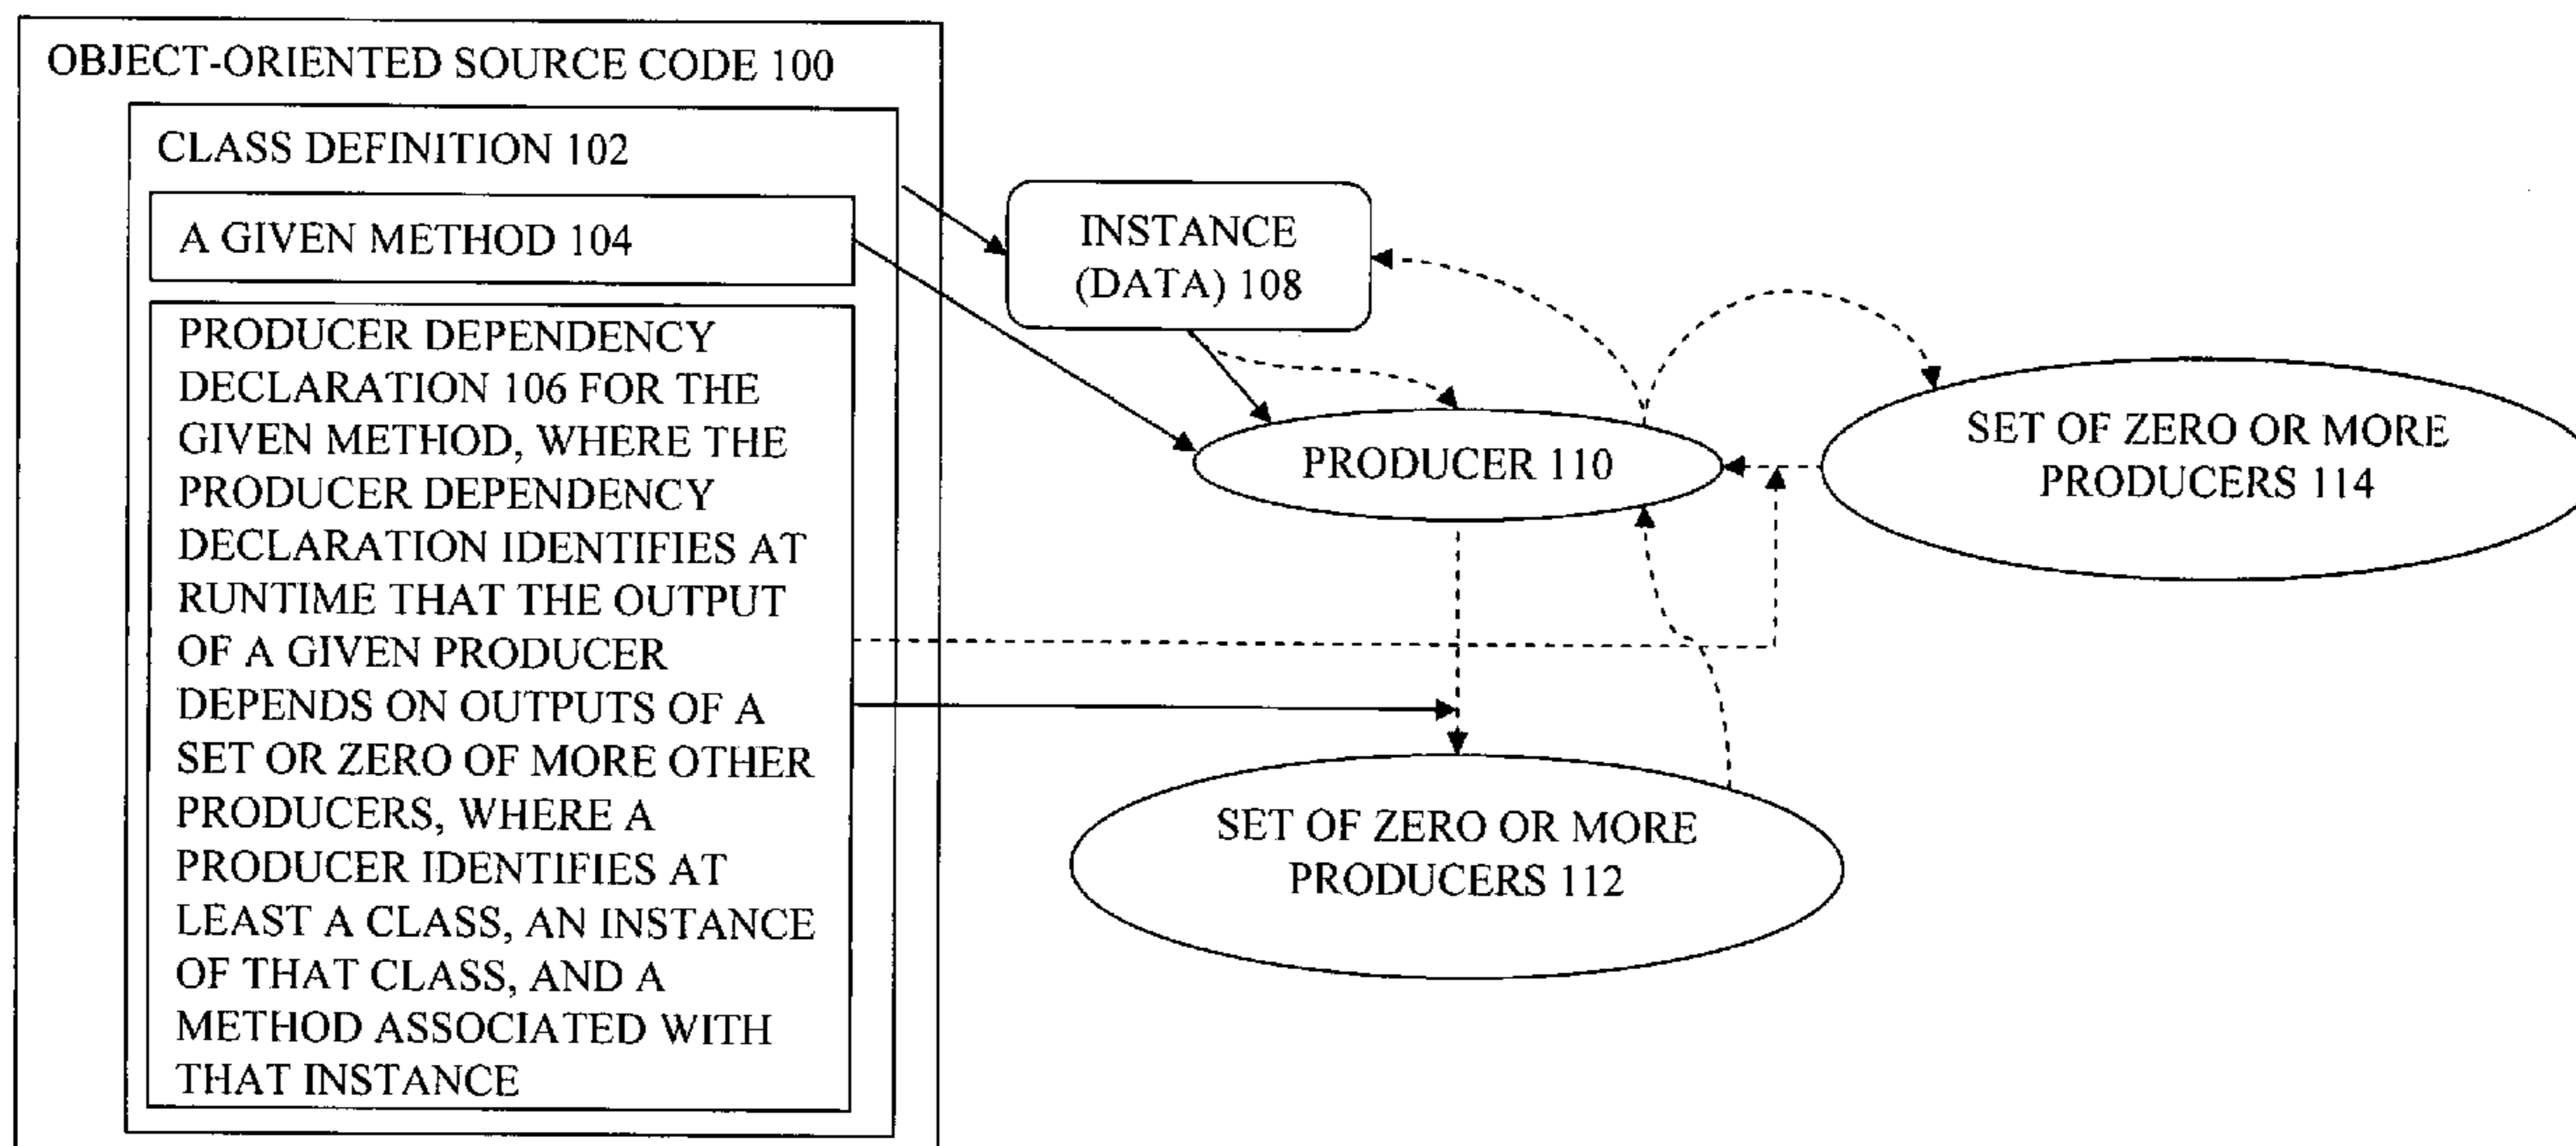 OBJECT-ORIENTED SOURCE CODE 100
CLASS DEFINITION 102
A GIVEN METHOD 104
PRODUCER DEPENDENCY
DECLARATION 106 FOR THE
GIVEN METHOD, WHERE THE
PRODUCER DEPENDENCY
DECLARATION IDENTIFIES AT
RUNTIME THAT THE OUTPUT
OF A GIVEN PRODUCER
DEPENDS ON OUTPUTS OF A
SET OR ZERO OF MORE OTHER
PRODUCERS, WHERE A
PRODUCER IDENTIFIES AT
LEAST A CLASS, AN INSTANCE
OF THAT CLASS, AND A
METHOD ASSOCIATED WITH
THAT INSTANCE
INSTANCE
(DATA) 108
PRODUCER 110
SET OF ZERO OR MORE
PRODUCERS 114
SET OF ZERO OR MORE
PRODUCERS 112